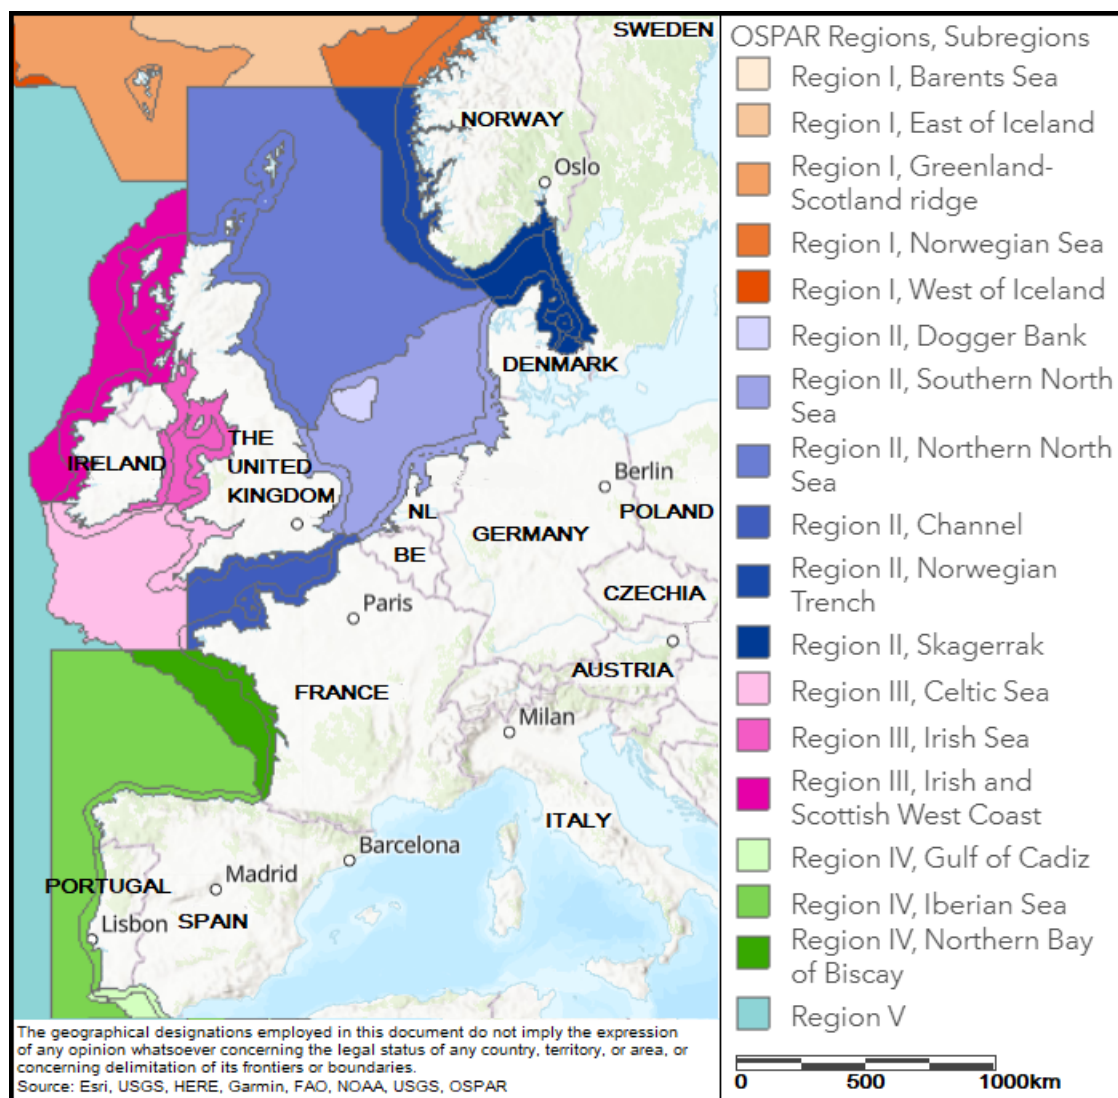 SWEDEN
NORWAY
Oslo
DENMARK
THE
UNITED
KINGDOM
IRELAND
Berlin
NL
POLAND
GERMANY
BE
CZECHIA
Paris
AUSTRIA
FRANCE
Milan
ITALY
Barcelona
Madrid
PORTUGAL
Lisbon
SPAIN
The geographical designations employed in this document do not imply the expression
of any opinion whatsoever concerning the legal status of any country, territory, or area, or
concerning delimitation of its frontiers or boundaries.
Source: Esri, USGS, HERE, Garmin, FAO, NOAA, USGS, OSPAR
OSPAR Regions, Subregions
Region I, Barents Sea
Region I, East of Iceland
Region I, Greenland-
Scotland ridge
Region I, Norwegian Sea
Region I, West of Iceland
Region II, Dogger Bank
Region II, Southern North
Sea
Region II, Northern North
Sea
Region II, Channel
Region II, Norwegian
Trench
Region II, Skagerrak
Region III, Celtic Sea
Region III, Irish Sea
Region III, Irish and
Scottish West Coast
Region IV, Gulf of Cadiz
Region IV, Iberian Sea
Region IV, Northern Bay
of Biscay
Region V
0 500 1000km